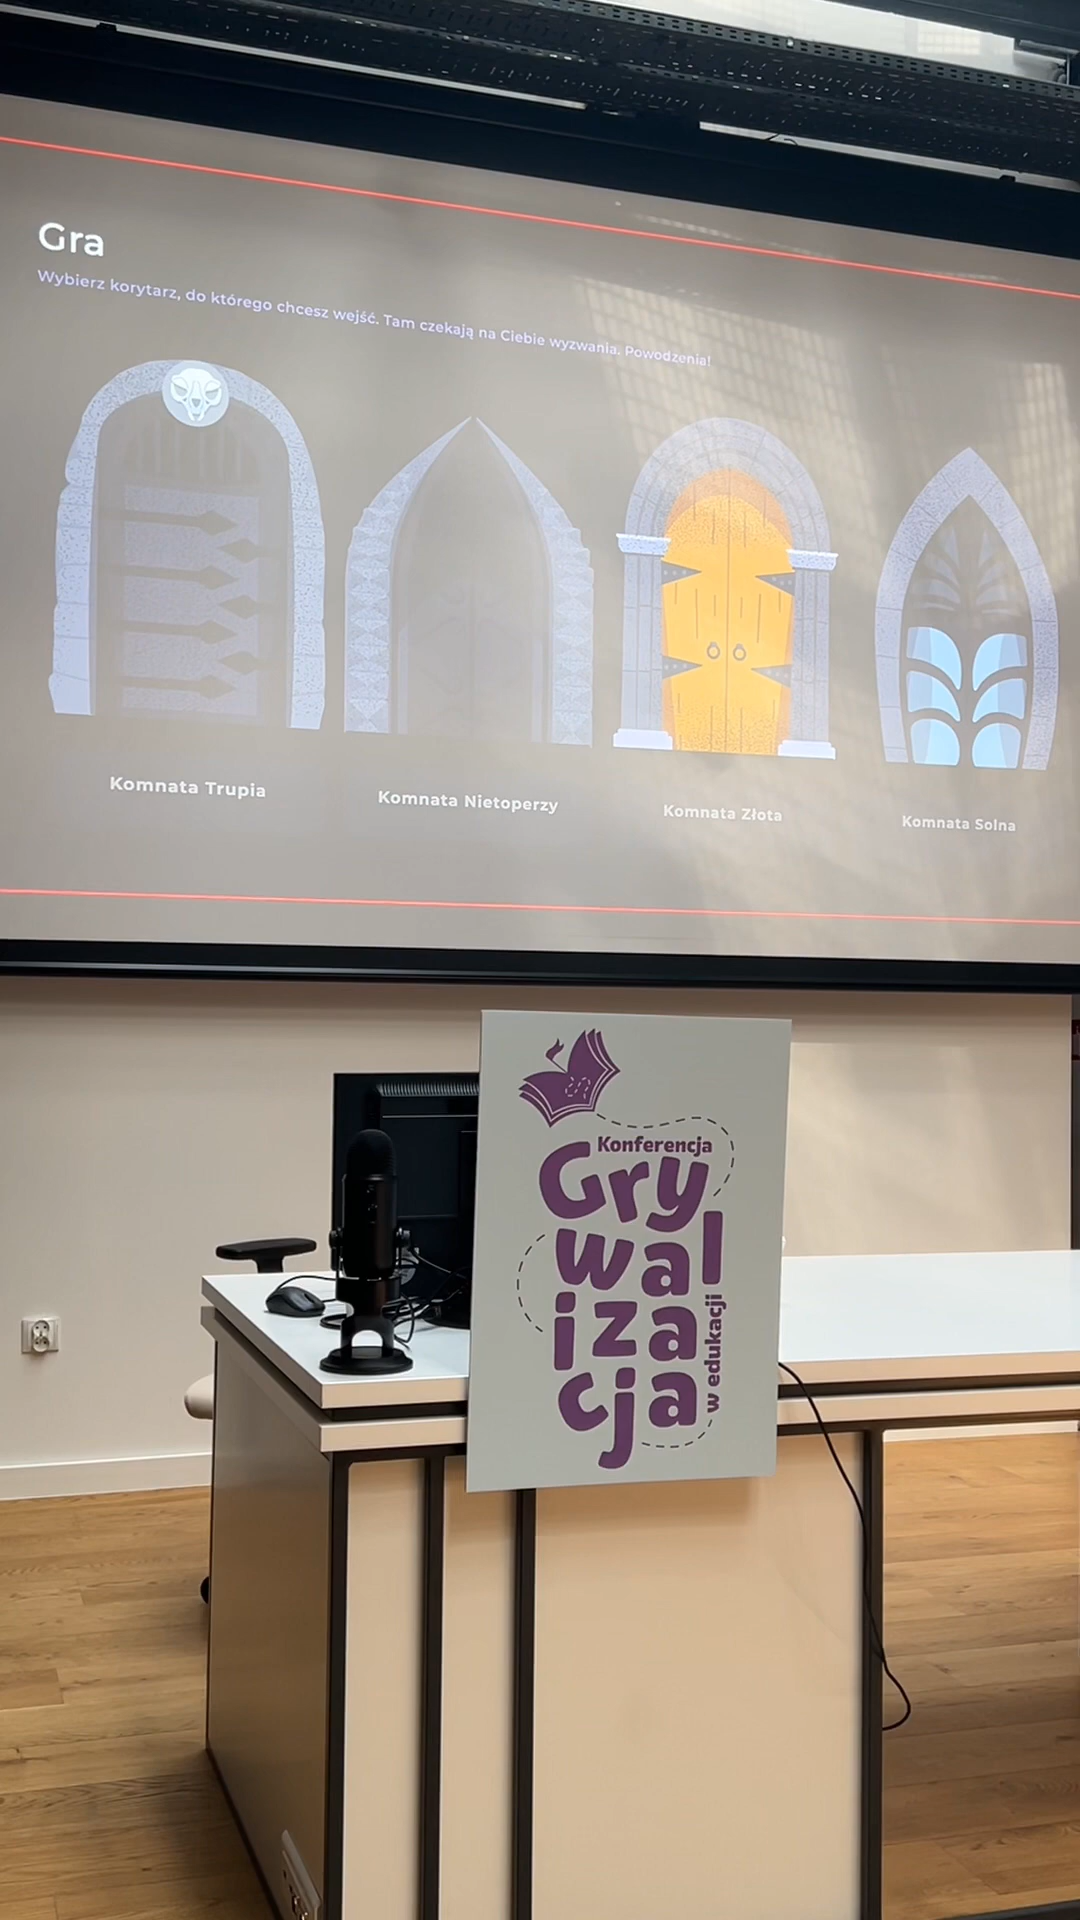 Gra
Wybierz korytarz, do którego chcesz wejść. Tam czekają na Ciebie wyzwania. Powodzenia!
Komnata Trupia
Komnata Nietoperzy
Komnata Złota
Komnata Solna
Konferencja
Gry
wal
iza
cja
w edukacji